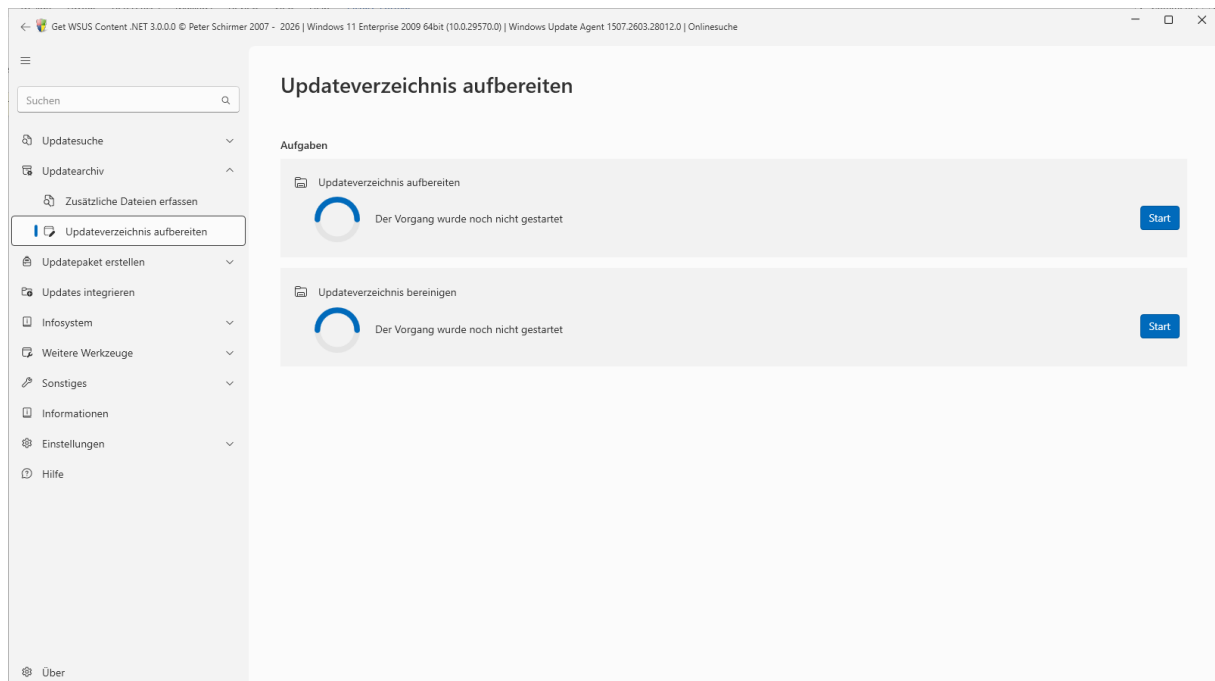 Get WSUS Content .NET 3.0.0.0 © Peter Schirmer 2007 - 2026 | Windows 11 Enterprise 2009 64bit (10.0.29570.0) | Windows Update Agent 1507.2603.28012.0 | Onlinesuche
Suchen
Updatesuche
Updatearchiv
Zusätzliche Dateien erfassen
Updateverzeichnis aufbereiten
Updatepaket erstellen
Updates integrieren
Infosystem
Weitere Werkzeuge
Sonstiges
Informationen
Einstellungen
Hilfe
Über
Updateverzeichnis aufbereiten
Aufgaben
Updateverzeichnis aufbereiten
Der Vorgang wurde noch nicht gestartet
Start
Updateverzeichnis bereinigen
Der Vorgang wurde noch nicht gestartet
Start